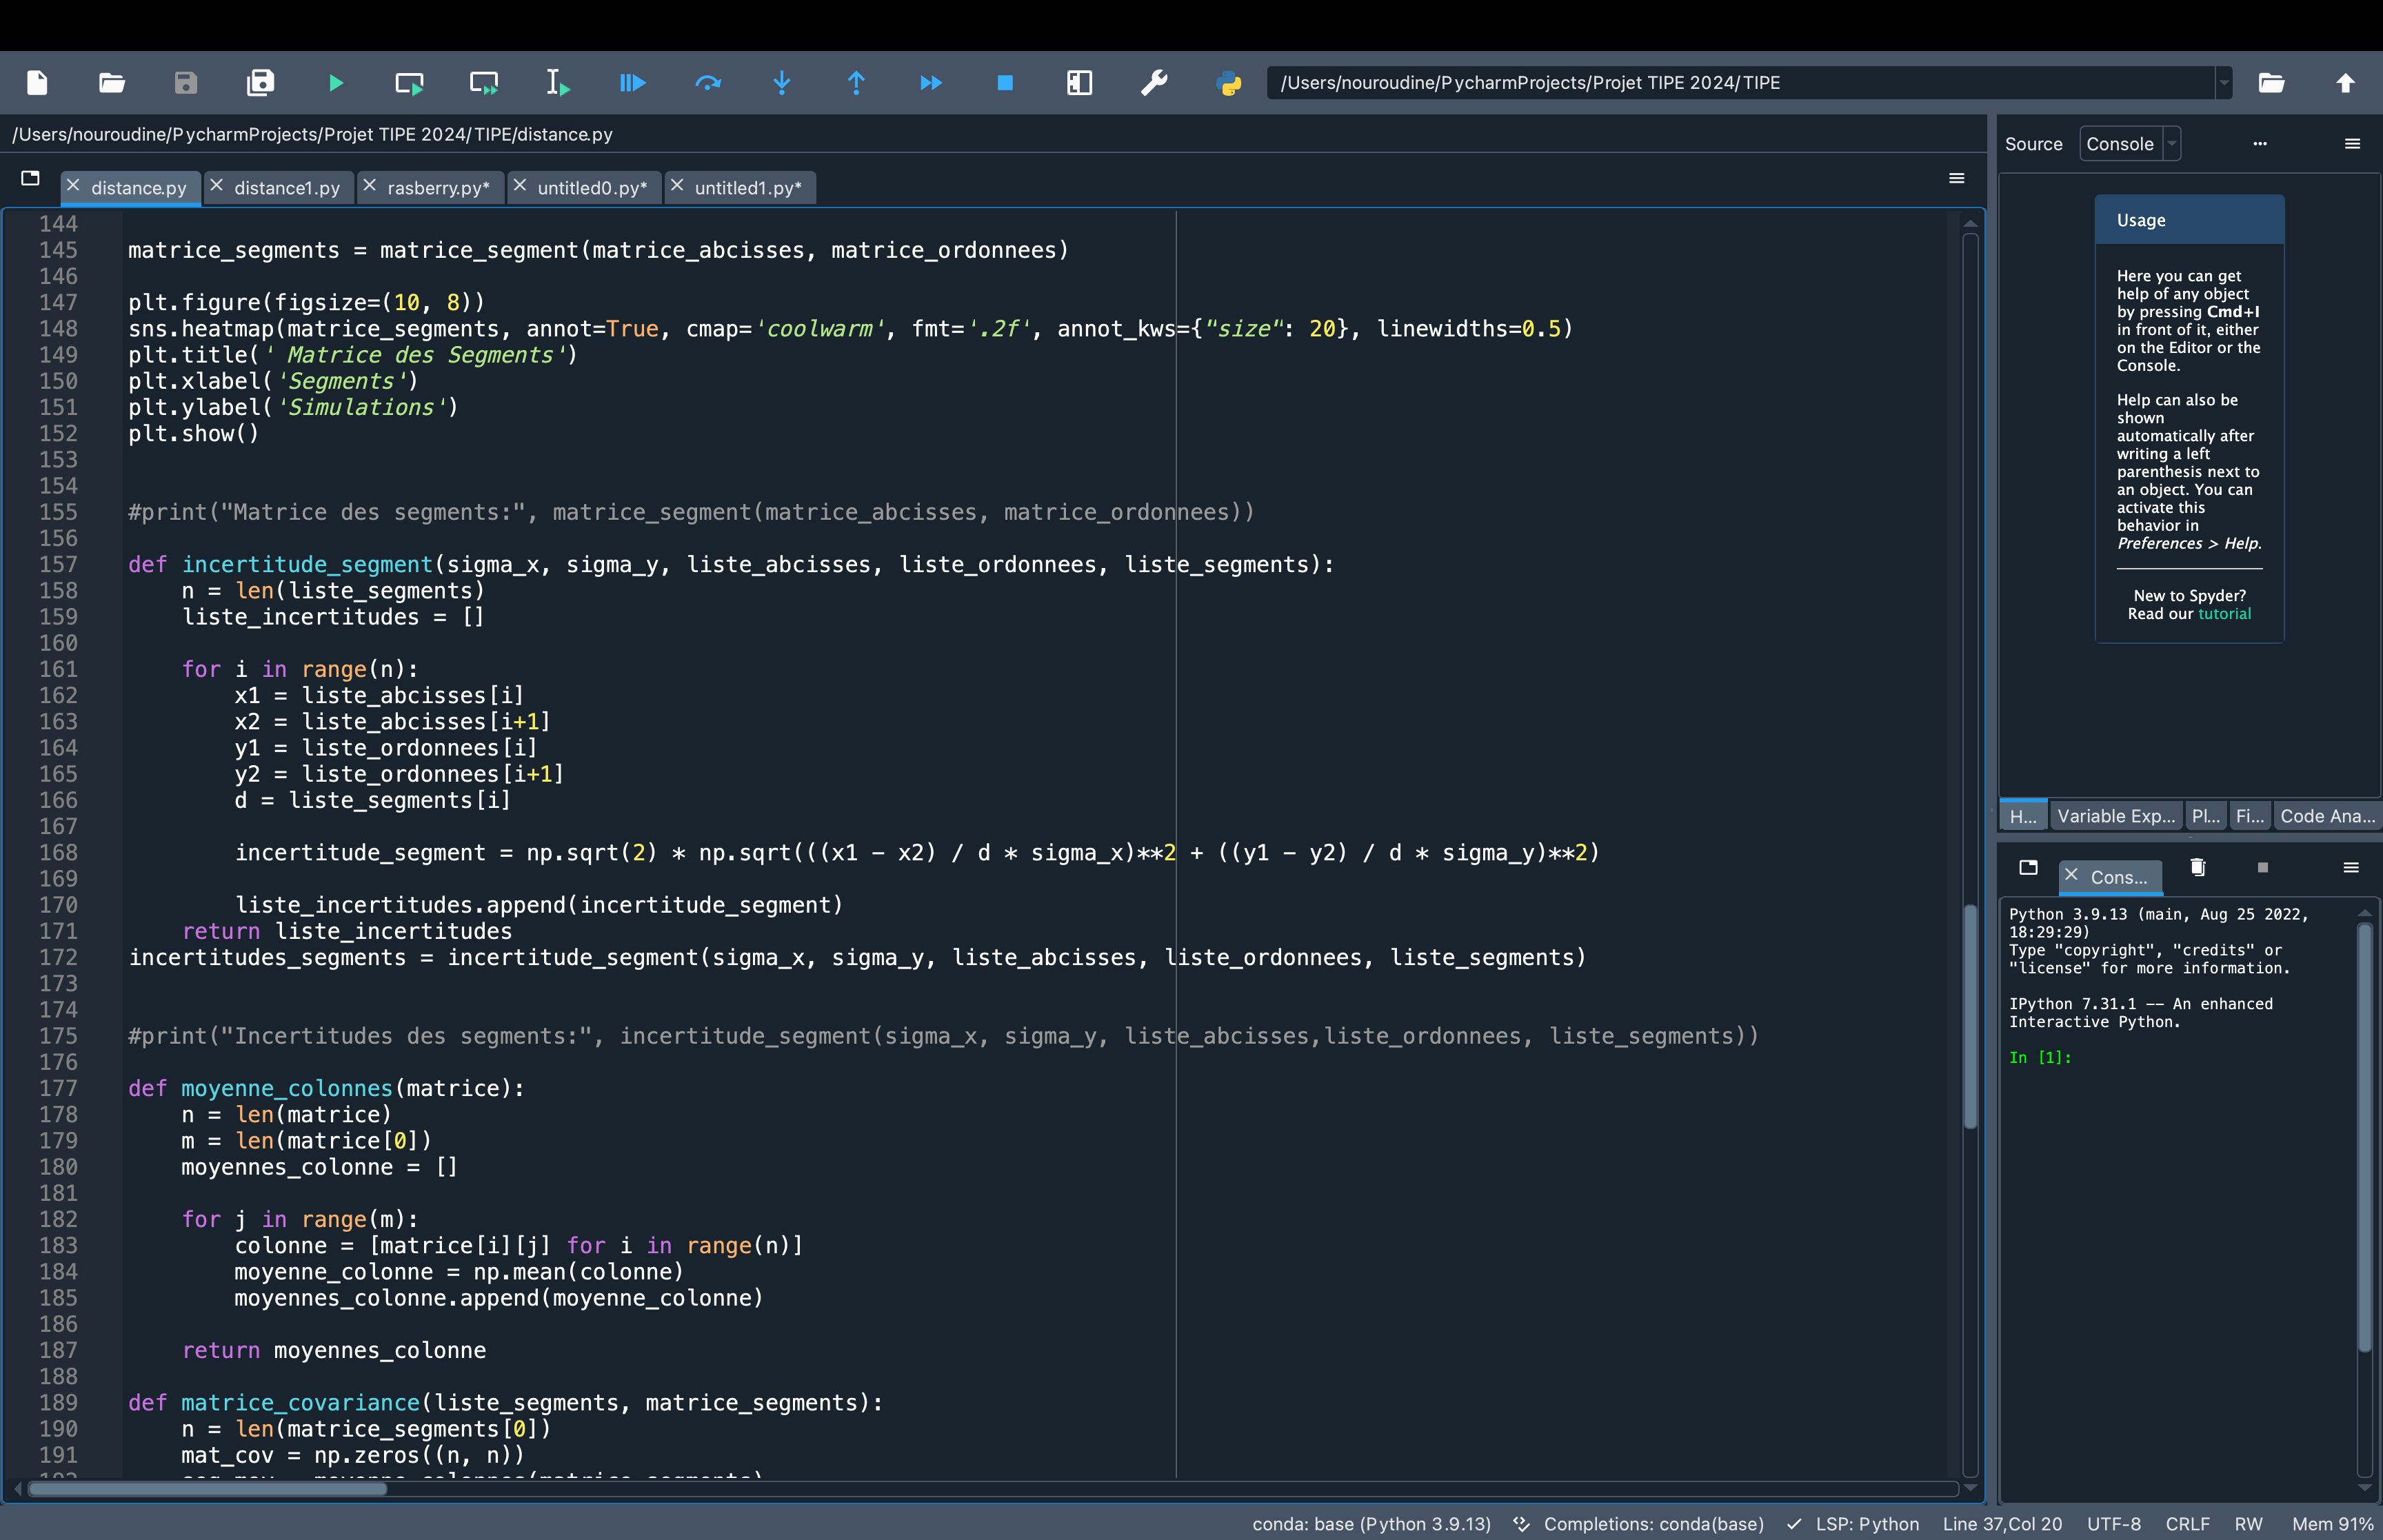 /Users/nouroudine/PycharmProjects/Projet TIPE 2024/TIPE
/Users/nouroudine/PycharmProjects/Projet TIPE 2024/TIPE/distance.py
distance.py distance1.py rasberry.py* untitled0.py* untitled1.py*
144
145 matrice_segments = matrice_segment(matrice_abcisses, matrice_ordonnees)
146
147 plt.figure(figsize=(10, 8))
148 sns.heatmap(matrice_segments, annot=True, cmap='coolwarm', fmt='.2f', annot_kws={"size": 20}, linewidths=0.5)
149 plt.title(' Matrice des Segments')
150 plt.xlabel('Segments')
151 plt.ylabel('Simulations')
152 plt.show()
153
154
155 #print("Matrice des segments:", matrice_segment(matrice_abcisses, matrice_ordonnees))
156
157 def incertitude_segment(sigma_x, sigma_y, liste_abcisses, liste_ordonnees, liste_segments):
158     n = len(liste_segments)
159     liste_incertitudes = []
160
161     for i in range(n):
162         x1 = liste_abcisses[i]
163         x2 = liste_abcisses[i+1]
164         y1 = liste_ordonnees[i]
165         y2 = liste_ordonnees[i+1]
166         d = liste_segments[i]
167
168         incertitude_segment = np.sqrt(2) * np.sqrt(((x1 - x2) / d * sigma_x)**2 + ((y1 - y2) / d * sigma_y)**2)
169
170         liste_incertitudes.append(incertitude_segment)
171     return liste_incertitudes
172 incertitudes_segments = incertitude_segment(sigma_x, sigma_y, liste_abcisses, liste_ordonnees, liste_segments)
173
174
175 #print("Incertitudes des segments:", incertitude_segment(sigma_x, sigma_y, liste_abcisses,liste_ordonnees, liste_segments))
176
177 def moyenne_colonnes(matrice):
178     n = len(matrice)
179     m = len(matrice[0])
180     moyennes_colonne = []
181
182     for j in range(m):
183         colonne = [matrice[i][j] for i in range(n)]
184         moyenne_colonne = np.mean(colonne)
185         moyennes_colonne.append(moyenne_colonne)
186
187     return moyennes_colonne
188
189 def matrice_covariance(liste_segments, matrice_segments):
190     n = len(matrice_segments[0])
191     mat_cov = np.zeros((n, n))
Source Console
Usage
Here you can get
help of any object
by pressing Cmd+I
in front of it, either
on the Editor or the
Console.
Help can also be
shown
automatically after
writing a left
parenthesis next to
an object. You can
activate this
behavior in
Preferences > Help.
New to Spyder?
Read our tutorial
H... Variable Exp... Pl... Fi... Code Ana...
Cons...
Python 3.9.13 (main, Aug 25 2022,
18:29:29)
Type "copyright", "credits" or
"license" for more information.
IPython 7.31.1 -- An enhanced
Interactive Python.
In [1]:
conda: base (Python 3.9.13) Completions: conda(base) LSP: Python Line 37,Col 20 UTF-8 CRLF RW Mem 91%